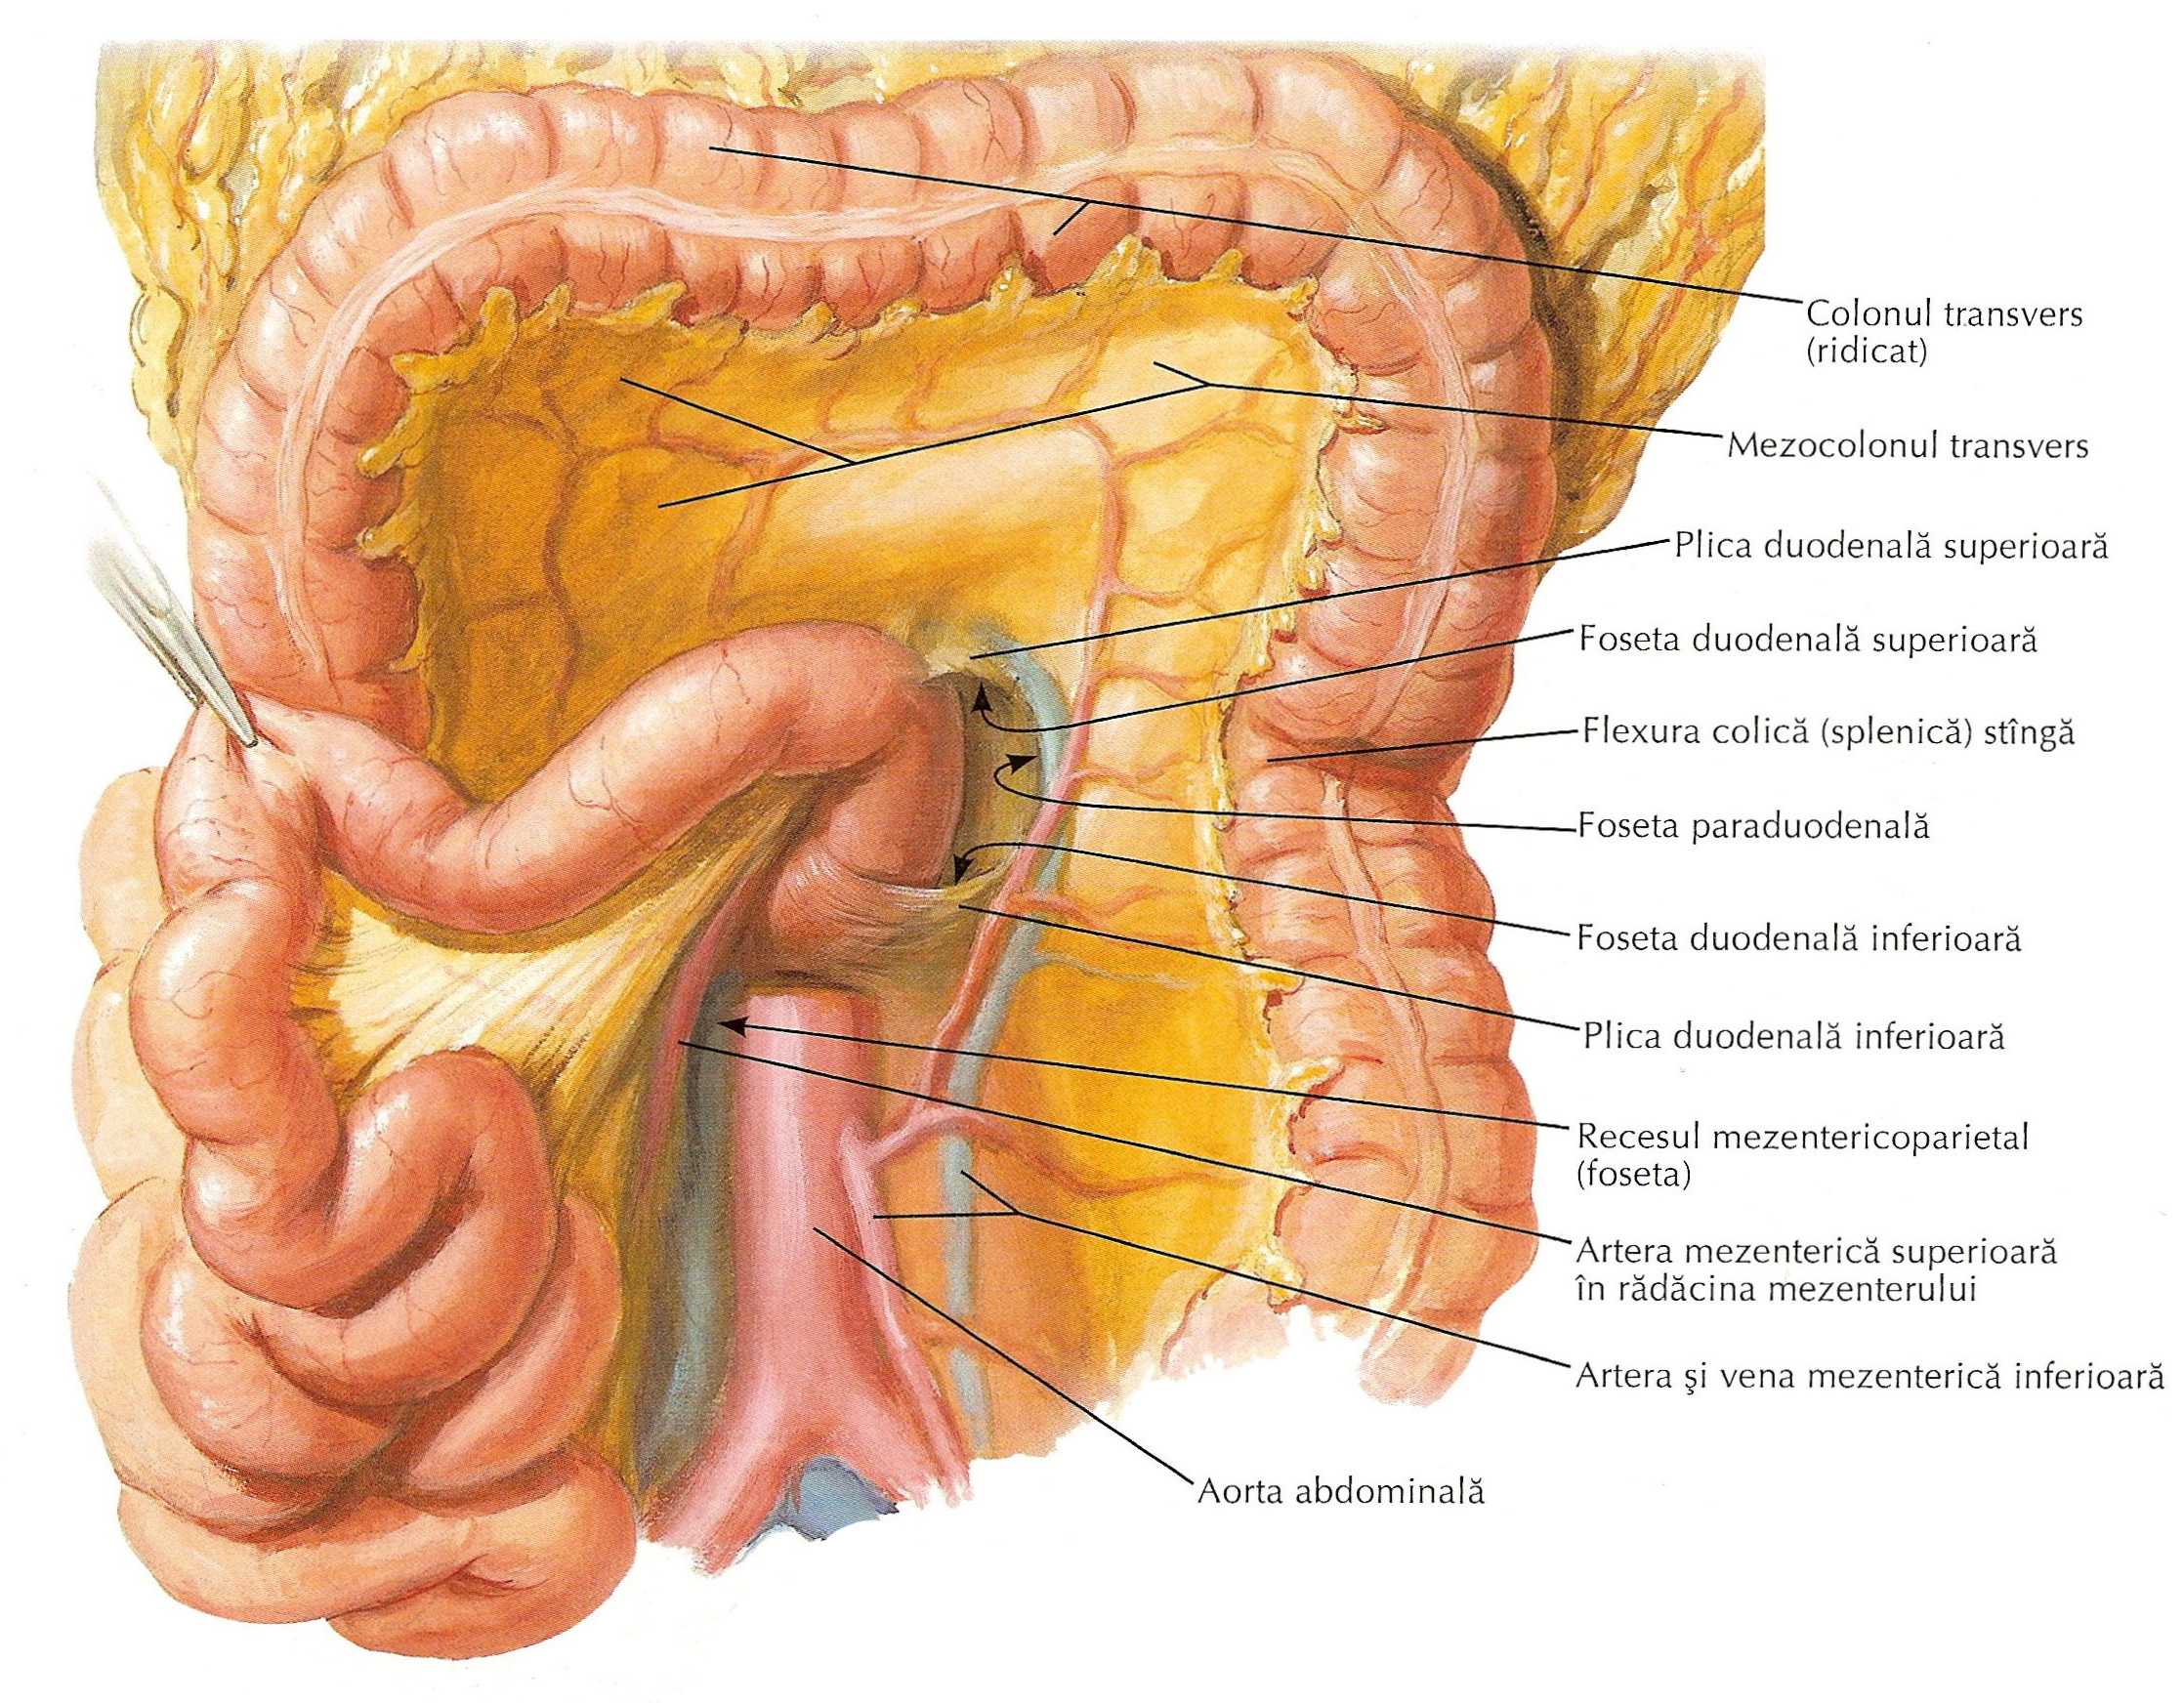 Colonul transvers
(ridicat)
Mezocolonul transvers
Plica duodenală superioară
Foseta duodenală superioară
Flexura colică (splenică) stîngă
Foseta paraduodenală
Foseta duodenală inferioară
Plica duodenală inferioară
Recesul mezentericoparietal
(foseta)
Artera mezenterică superioară
în rădăcina mezenterului
Artera şi vena mezenterică inferioară
Aorta abdominală